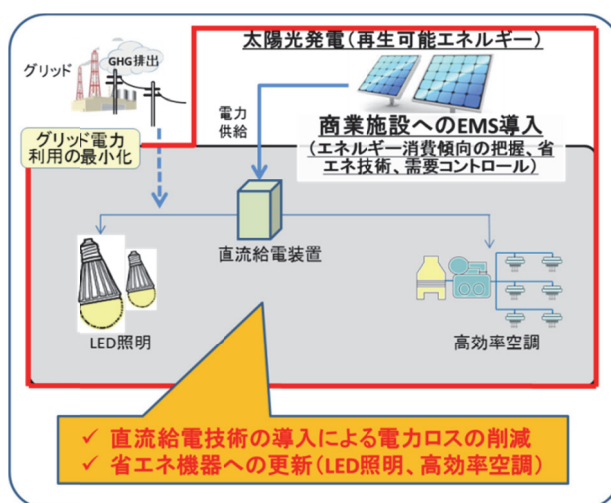 太陽光発電(再生可能エネルギー)
グリッド
GHG排出
電力
供給
商業施設へのEMS導入
(エネルギー消費傾向の把握、省
エネ技術、需要コントロール)
グリッド電力
利用の最小化
直流給電装置
LED照明
高効率空調
✓ 直流給電技術の導入による電力ロスの削減
✓ 省エネ機器への更新(LED照明、高効率空調)